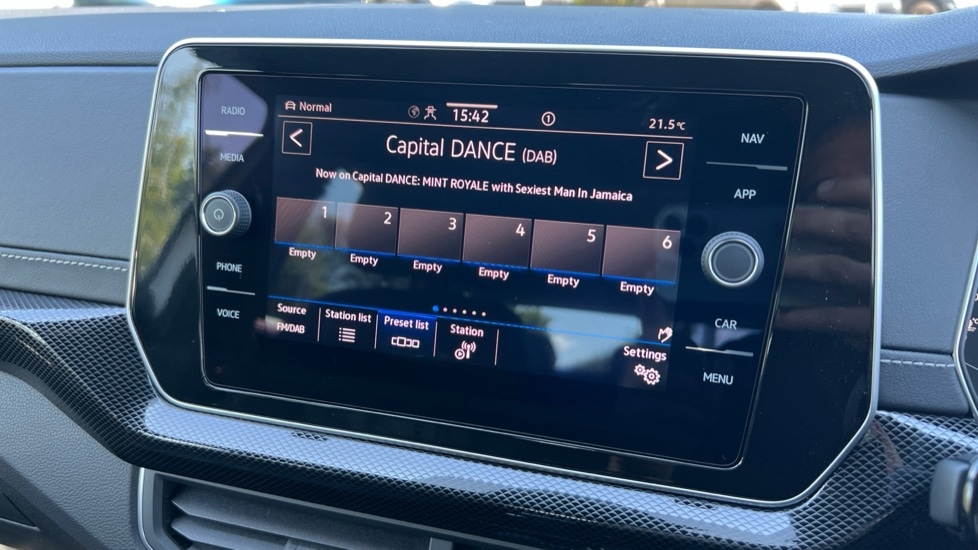 RADIO
MEDIA
PHONE
VOICE
Normal
15:42
1
21.5°C
<
Capital DANCE (DAB)
>
Now on Capital DANCE: MINT ROYALE with Sexiest Man In Jamaica
1 2 3 4 5 6
Empty Empty Empty Empty Empty Empty
Source Station list Preset list Station Settings
FM/DAB
NAV
APP
CAR
MENU